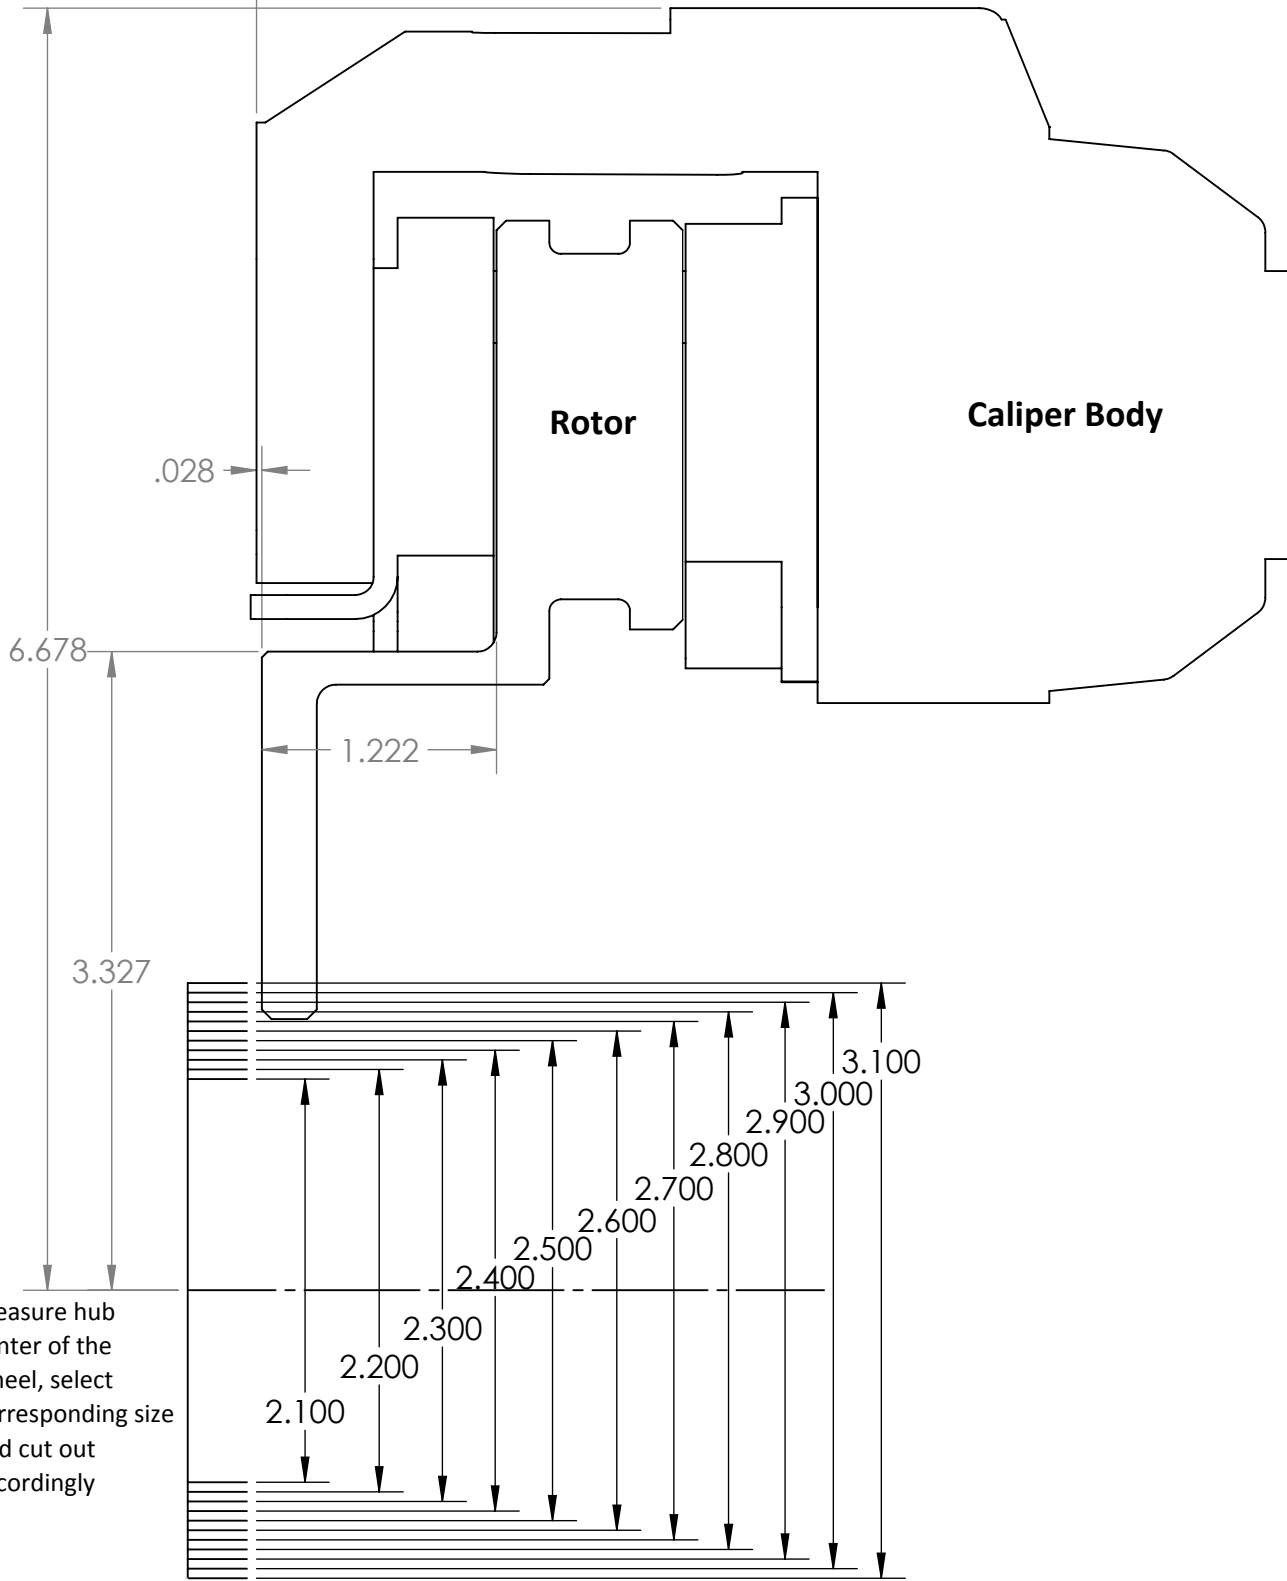 Rotor
Caliper Body
.028
6.678
1.222
3.327
3.100
3.000
2.900
2.800
2.700
2.600
2.500
2.400
2.300
2.200
2.100
easure hub
nter of the
heel, select
rresponding size
d cut out
cordingly